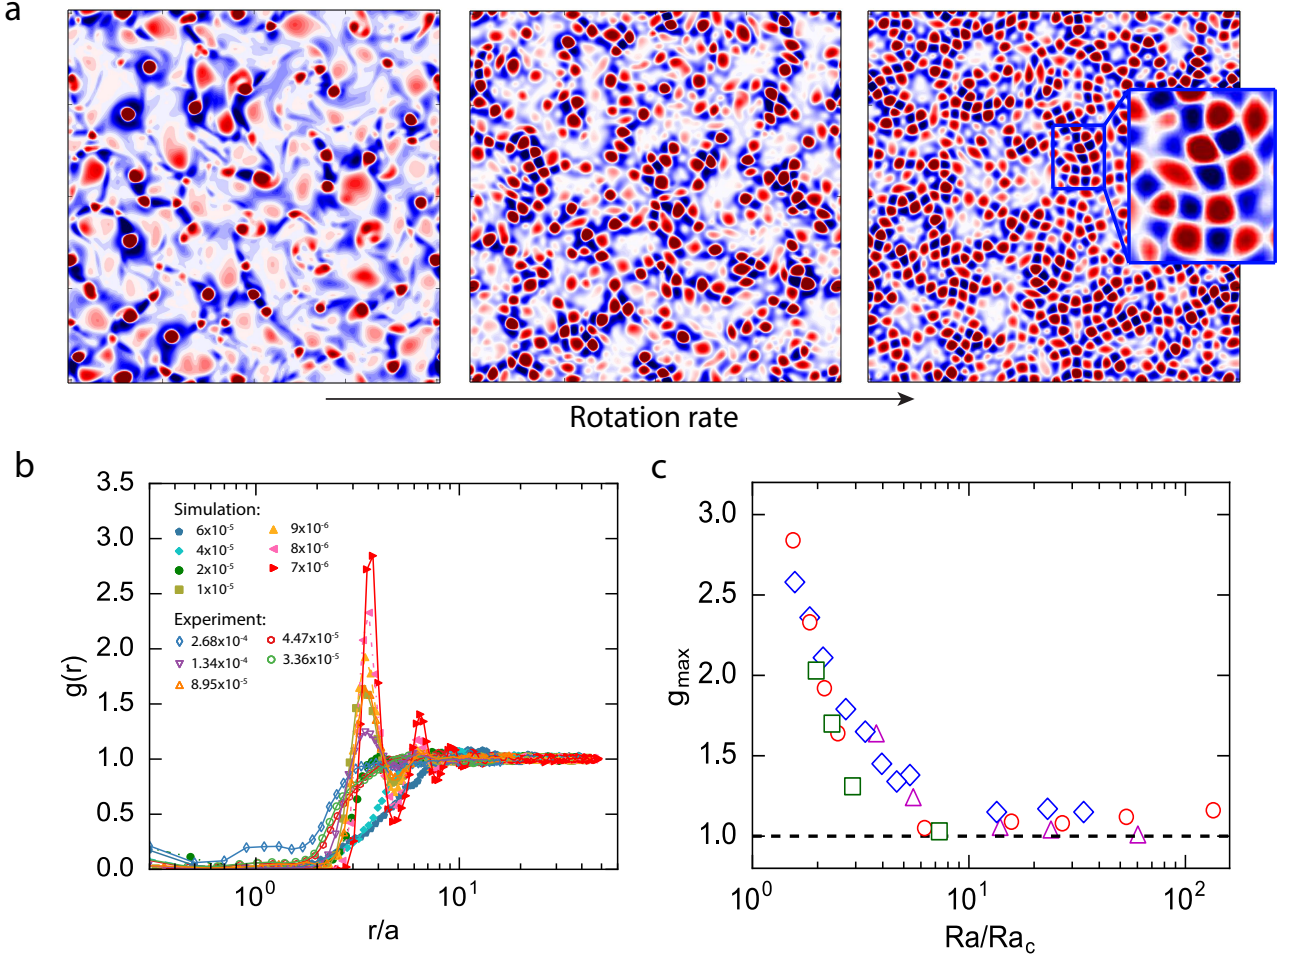 a
Rotation rate
b
g(r)
3.5
3.0
2.5
2.0
1.5
1.0
0.5
0.0
Simulation:
6x10⁻⁵ 9x10⁻⁶
4x10⁻⁵ 8x10⁻⁶
2x10⁻⁵ 7x10⁻⁶
1x10⁻⁵
Experiment:
2.68x10⁻⁴ 4.47x10⁻⁵
1.34x10⁻⁴ 3.36x10⁻⁵
8.95x10⁻⁵
10⁰ 10¹
r/a
c
gmax
3.0
2.5
2.0
1.5
1.0
10⁰ 10¹ 10²
Ra/Rac